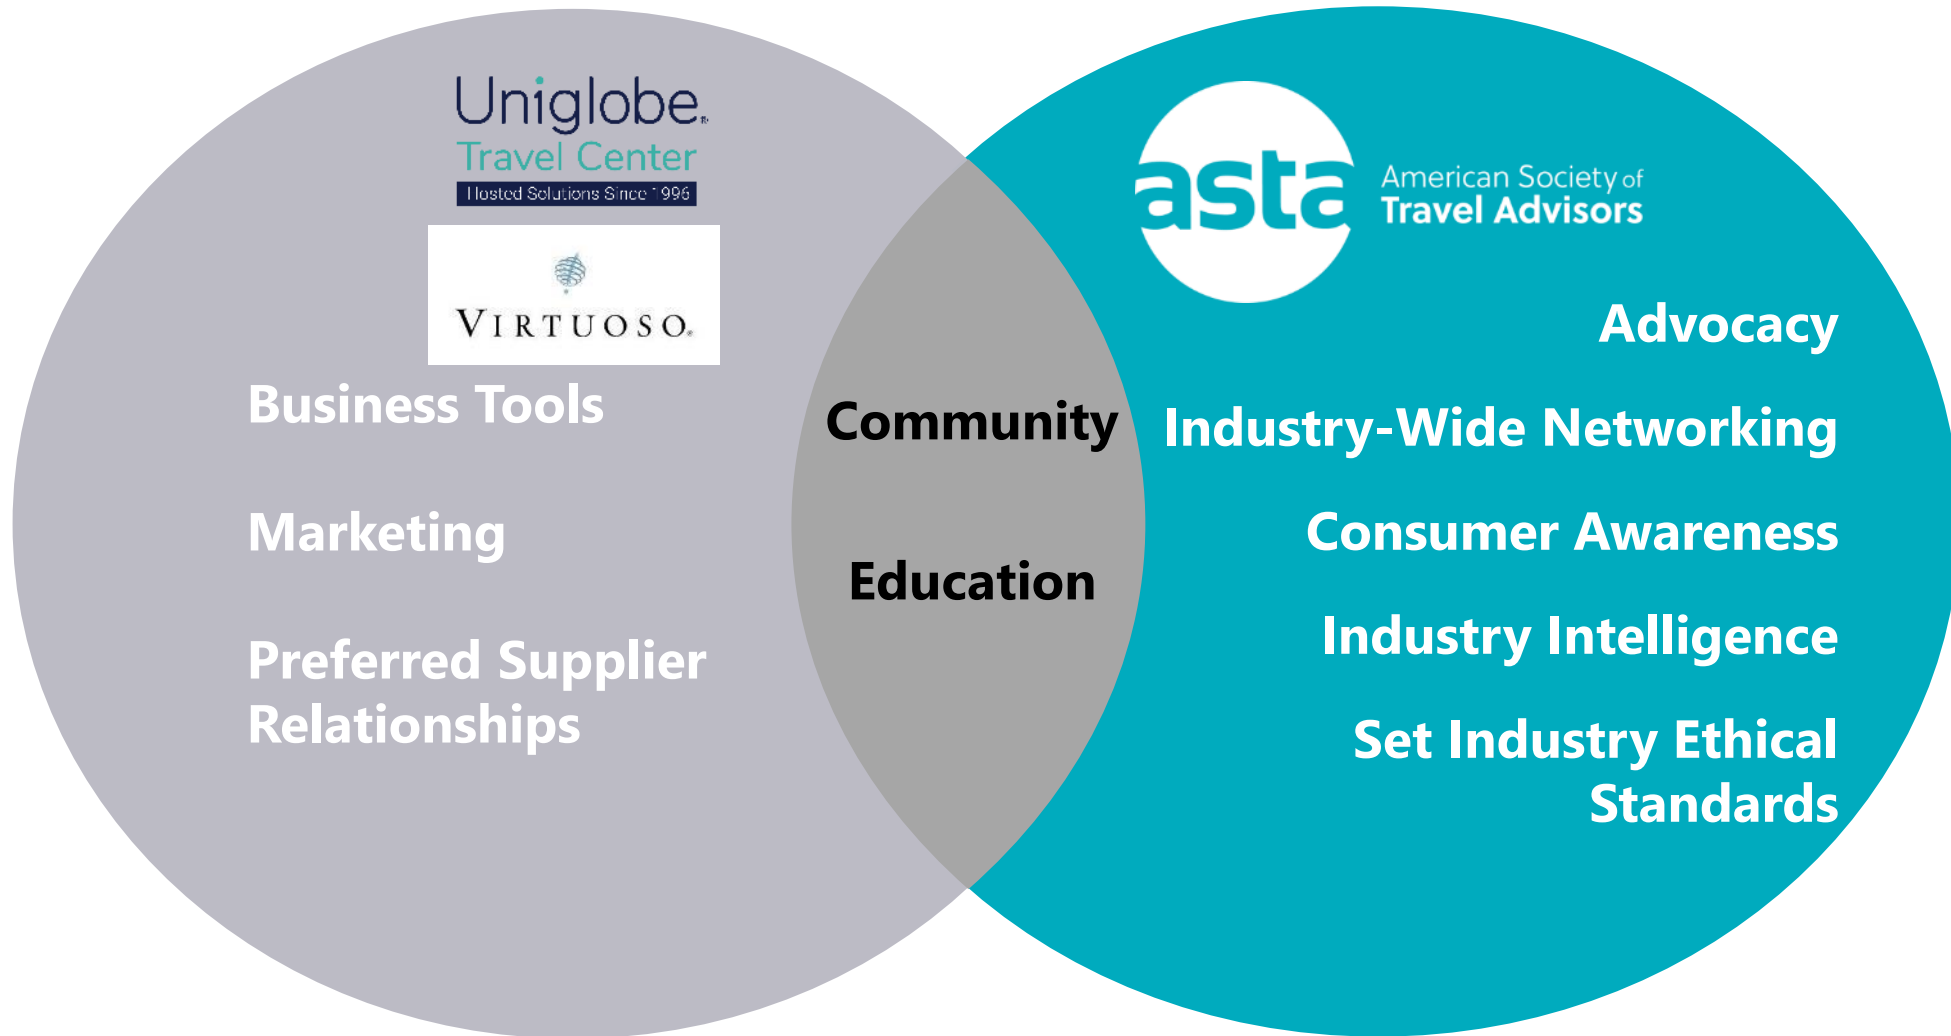 Uniglobe®
Travel Center
Hosted Solutions Since 1996
VIRTUOSO®
Business Tools
Marketing
Preferred Supplier
Relationships
Community
Education
asta
American Society of
Travel Advisors
Advocacy
Industry-Wide Networking
Consumer Awareness
Industry Intelligence
Set Industry Ethical
Standards